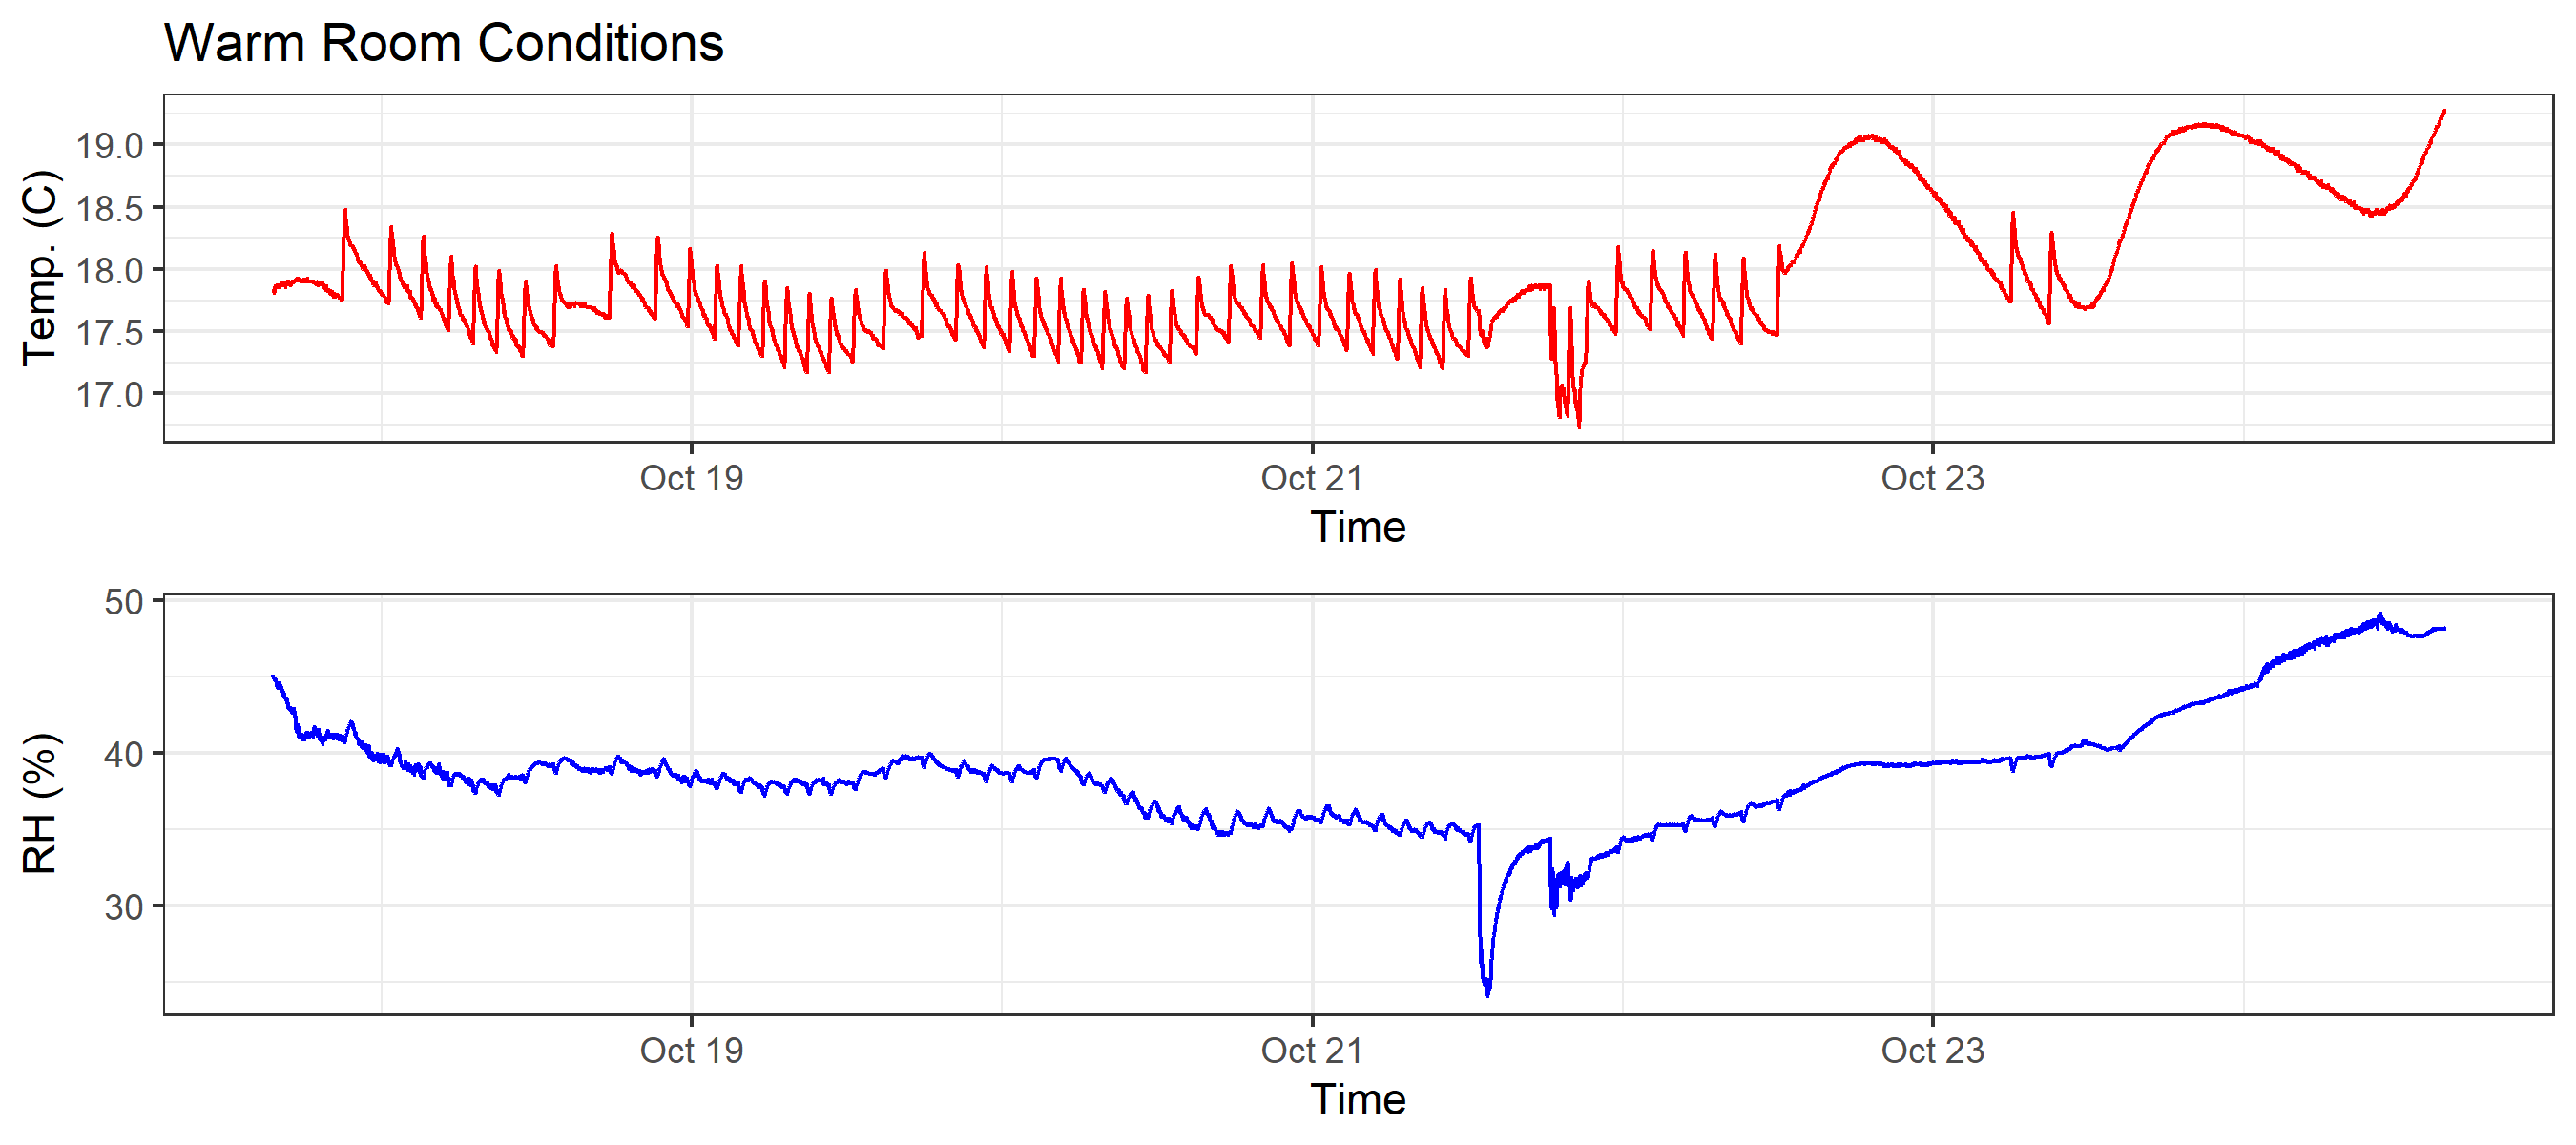 Warm Room Conditions
Temp. (C)
19.0
18.5
18.0
17.5
17.0
Oct 19 Oct 21 Oct 23
Time
RH (%)
50
40
30
Oct 19 Oct 21 Oct 23
Time